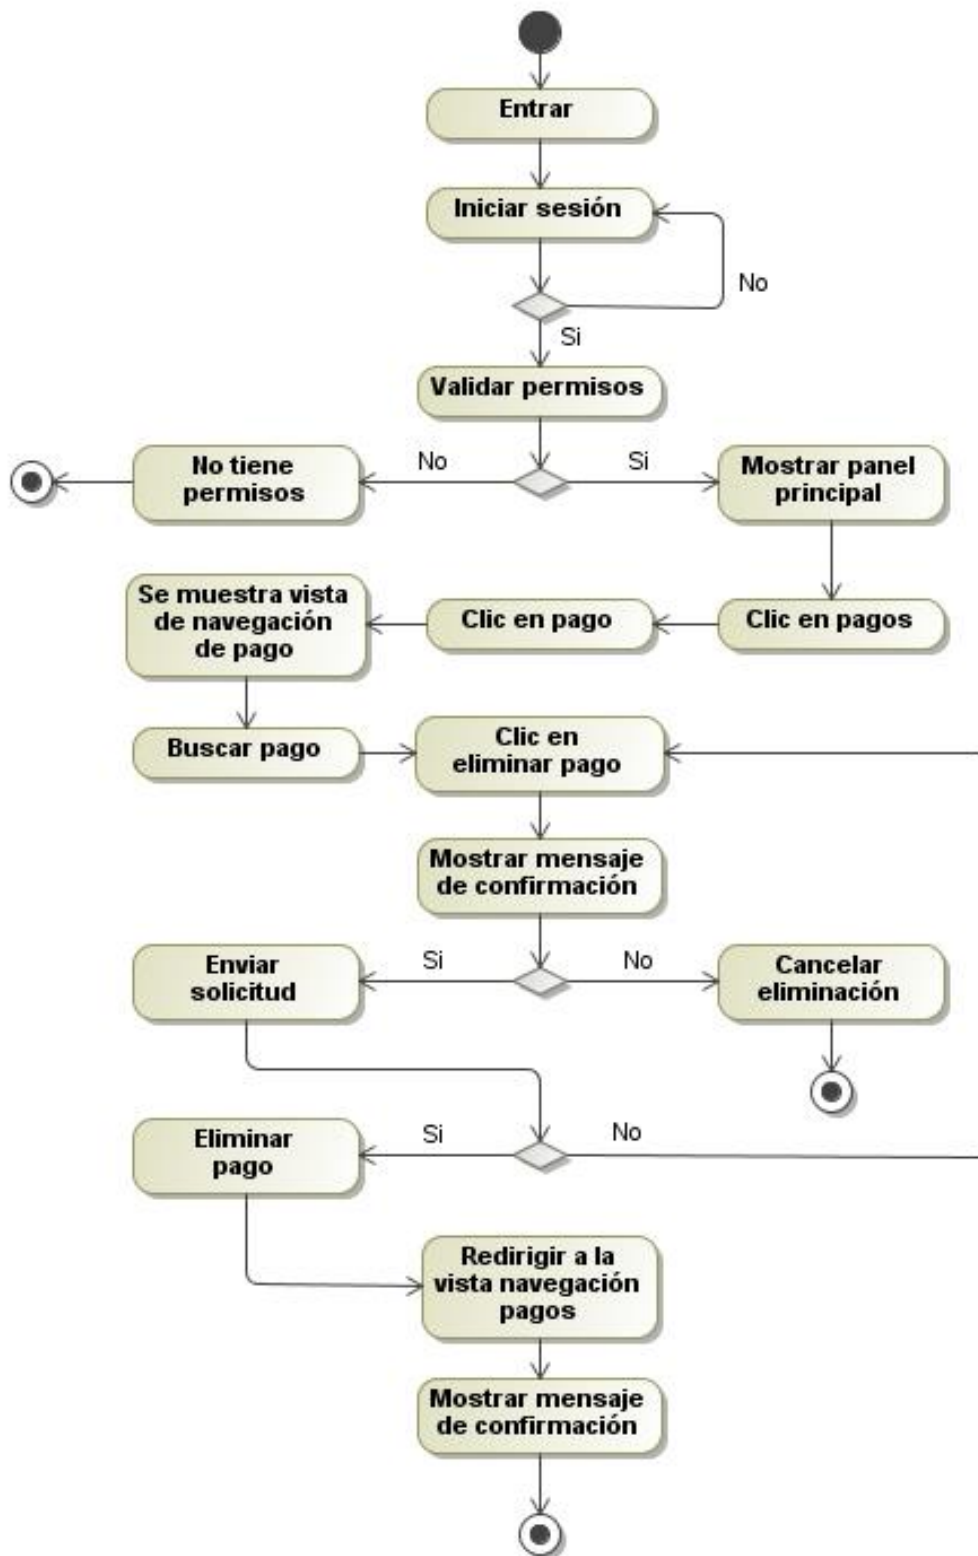 Entrar
Iniciar sesión
No
Si
Validar permisos
No tiene
permisos
No
Si
Mostrar panel
principal
Se muestra vista
de navegación
de pago
Clic en pago
Clic en pagos
Buscar pago
Clic en
eliminar pago
Mostrar mensaje
de confirmación
Enviar
solicitud
Si
No
Cancelar
eliminación
Eliminar
pago
Si
No
Redirigir a la
vista navegación
pagos
Mostrar mensaje
de confirmación